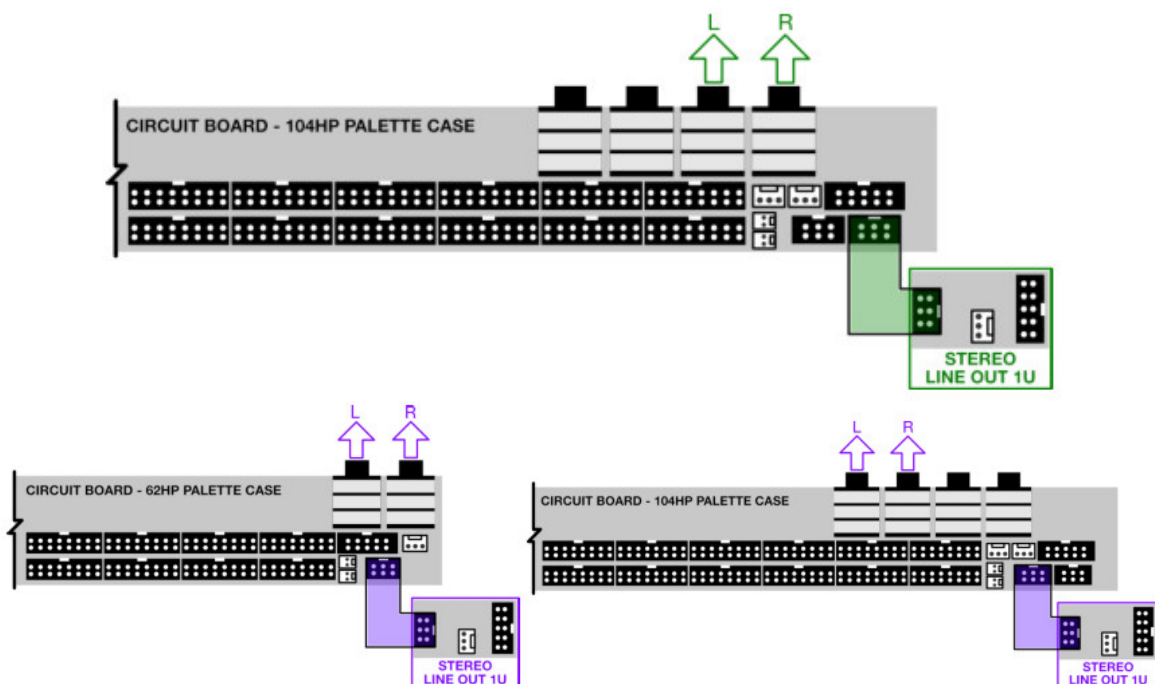 L R
CIRCUIT BOARD - 104HP PALETTE CASE
STEREO
LINE OUT 1U
L R
CIRCUIT BOARD - 62HP PALETTE CASE
STEREO
LINE OUT 1U
L R
CIRCUIT BOARD - 104HP PALETTE CASE
STEREO
LINE OUT 1U